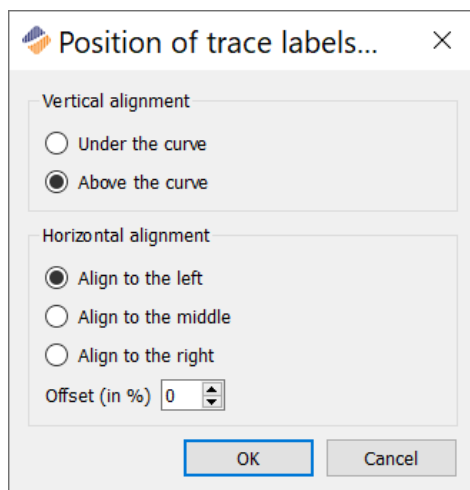 Position of trace labels...
Vertical alignment
Under the curve
Above the curve
Horizontal alignment
Align to the left
Align to the middle
Align to the right
Offset (in %) 0
OK Cancel